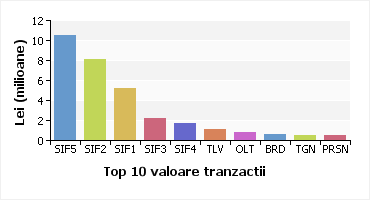 Lei (milioane)
12
10
8
6
4
2
0
SIF5 SIF2 SIF1 SIF3 SIF4 TLV OLT BRD TGN PRSN
Top 10 valoare tranzactii